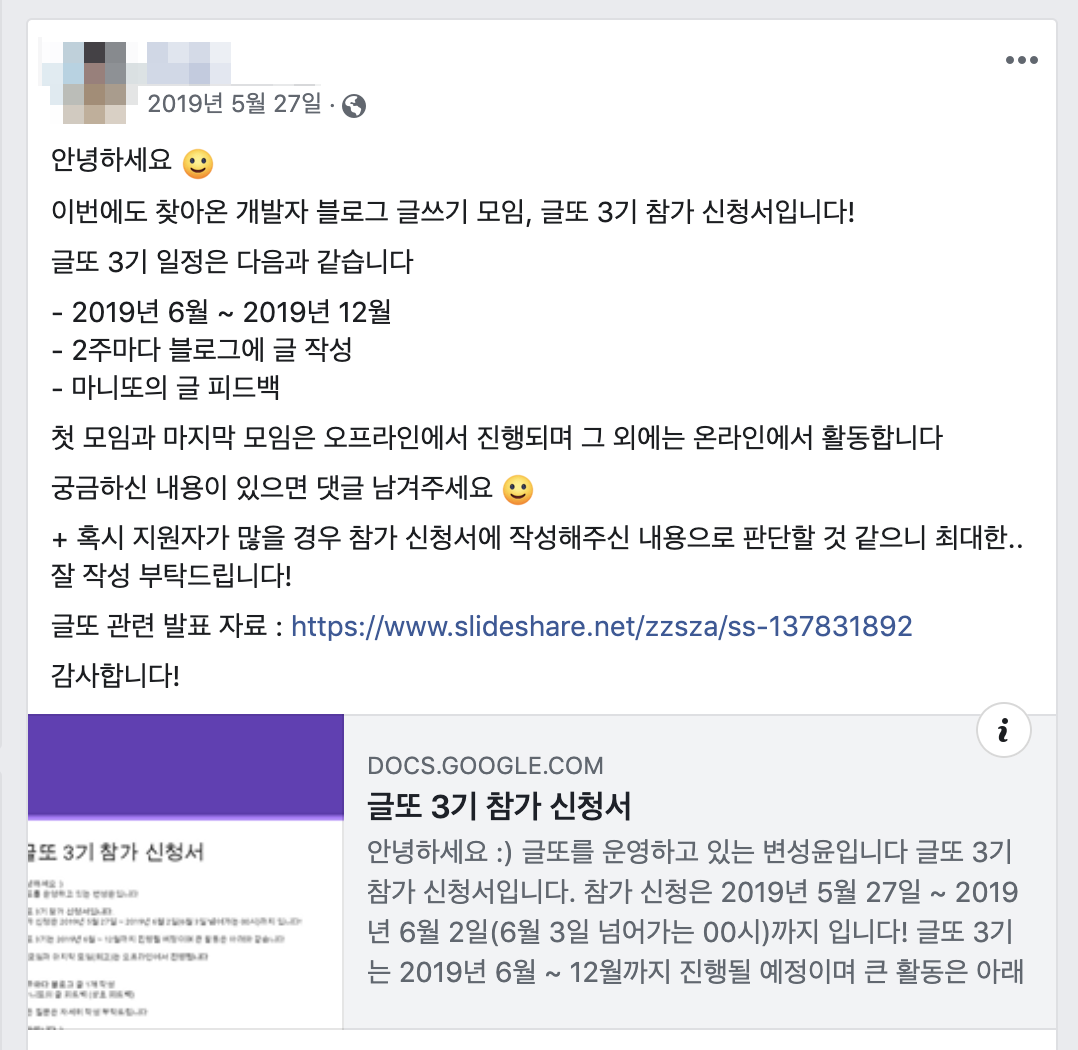 2019년 5월 27일 ·
안녕하세요 🙂
이번에도 찾아온 개발자 블로그 글쓰기 모임, 글또 3기 참가 신청서입니다!
글또 3기 일정은 다음과 같습니다
- 2019년 6월 ~ 2019년 12월
- 2주마다 블로그에 글 작성
- 마니또의 글 피드백
첫 모임과 마지막 모임은 오프라인에서 진행되며 그 외에는 온라인에서 활동합니다
궁금하신 내용이 있으면 댓글 남겨주세요 🙂
+ 혹시 지원자가 많을 경우 참가 신청서에 작성해주신 내용으로 판단할 것 같으니 최대한..
잘 작성 부탁드립니다!
글또 관련 발표 자료 : https://www.slideshare.net/zzsza/ss-137831892
감사합니다!
글또 3기 참가 신청서
DOCS.GOOGLE.COM
글또 3기 참가 신청서
안녕하세요 :) 글또를 운영하고 있는 변성윤입니다 글또 3기
참가 신청서입니다. 참가 신청은 2019년 5월 27일 ~ 2019
년 6월 2일(6월 3일 넘어가는 00시)까지 입니다! 글또 3기
는 2019년 6월 ~ 12월까지 진행될 예정이며 큰 활동은 아래